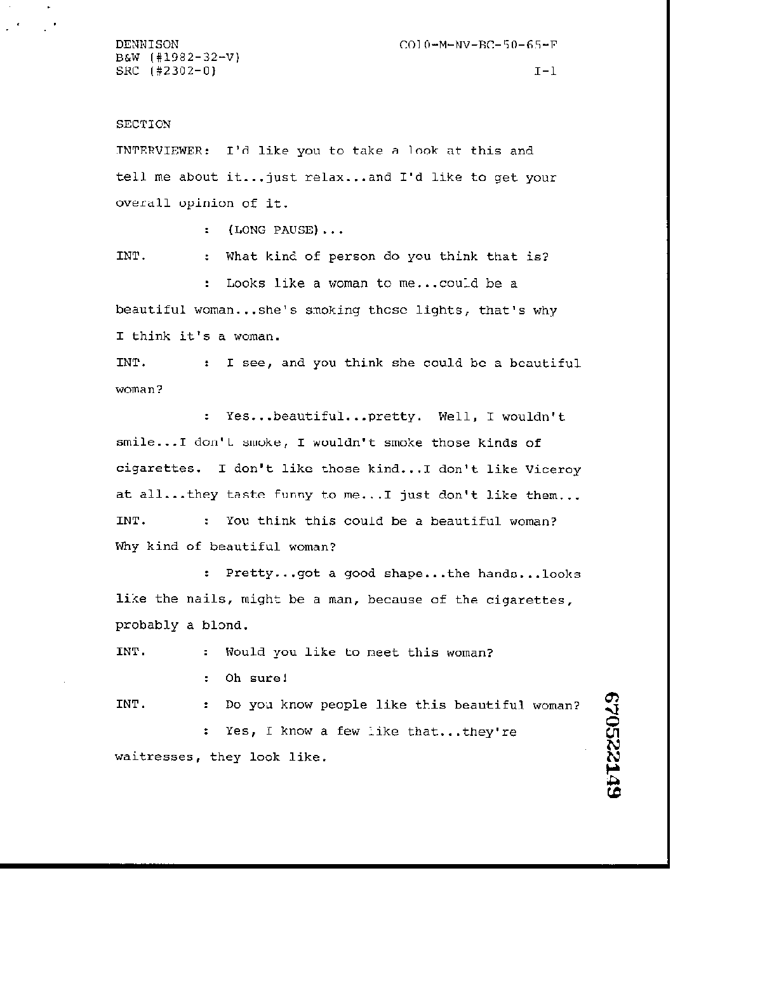 DENNISON CO10-M-NV-BC-50-65-F
B&W (#1982-32-V)
SRC (#2302-0) I-1
SECTION
INTERVIEWER: I'd like you to take a look at this and
tell me about it...just relax...and I'd like to get your
overall opinion of it.
: (LONG PAUSE)...
INT. : What kind of person do you think that is?
: Looks like a woman to me...could be a
beautiful woman...she's smoking those lights, that's why
I think it's a woman.
INT. : I see, and you think she could be a beautiful
woman?
: Yes...beautiful...pretty. Well, I wouldn't
smile...I don't smoke, I wouldn't smoke those kinds of
cigarettes. I don't like those kind...I don't like Viceroy
at all...they taste funny to me...I just don't like them...
INT. : You think this could be a beautiful woman?
Why kind of beautiful woman?
: Pretty...got a good shape...the hands...looks
like the nails, might be a man, because of the cigarettes,
probably a blond.
INT. : Would you like to meet this woman?
: Oh sure!
INT. : Do you know people like this beautiful woman?
: Yes, I know a few like that...they're
waitresses, they look like.
670522149